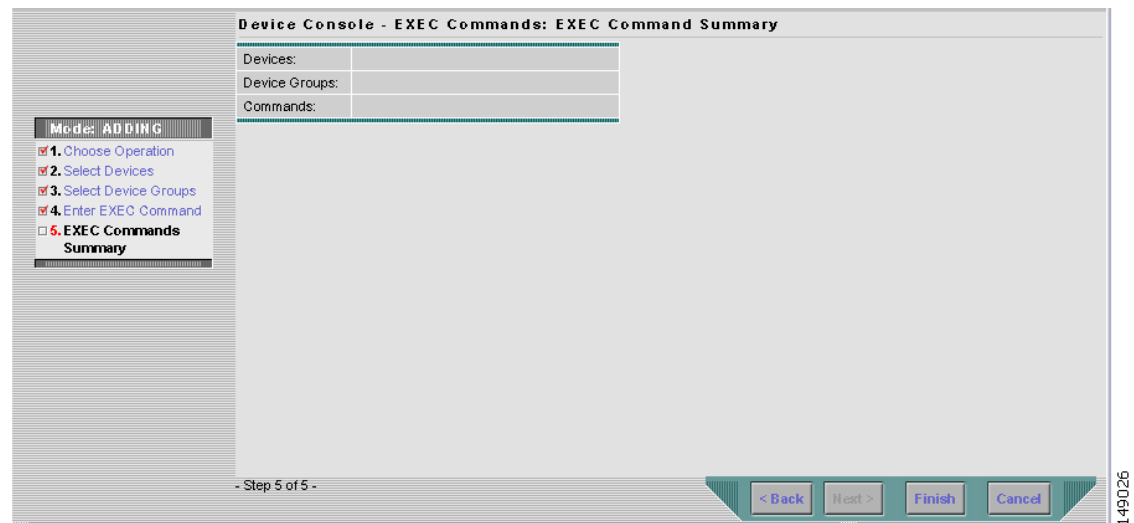 Device Console - EXEC Commands: EXEC Command Summary
Devices:
Device Groups:
Commands:
Mode: ADDING
1. Choose Operation
2. Select Devices
3. Select Device Groups
4. Enter EXEC Command
5. EXEC Commands
Summary
- Step 5 of 5 -
< Back
Next >
Finish
Cancel
149026